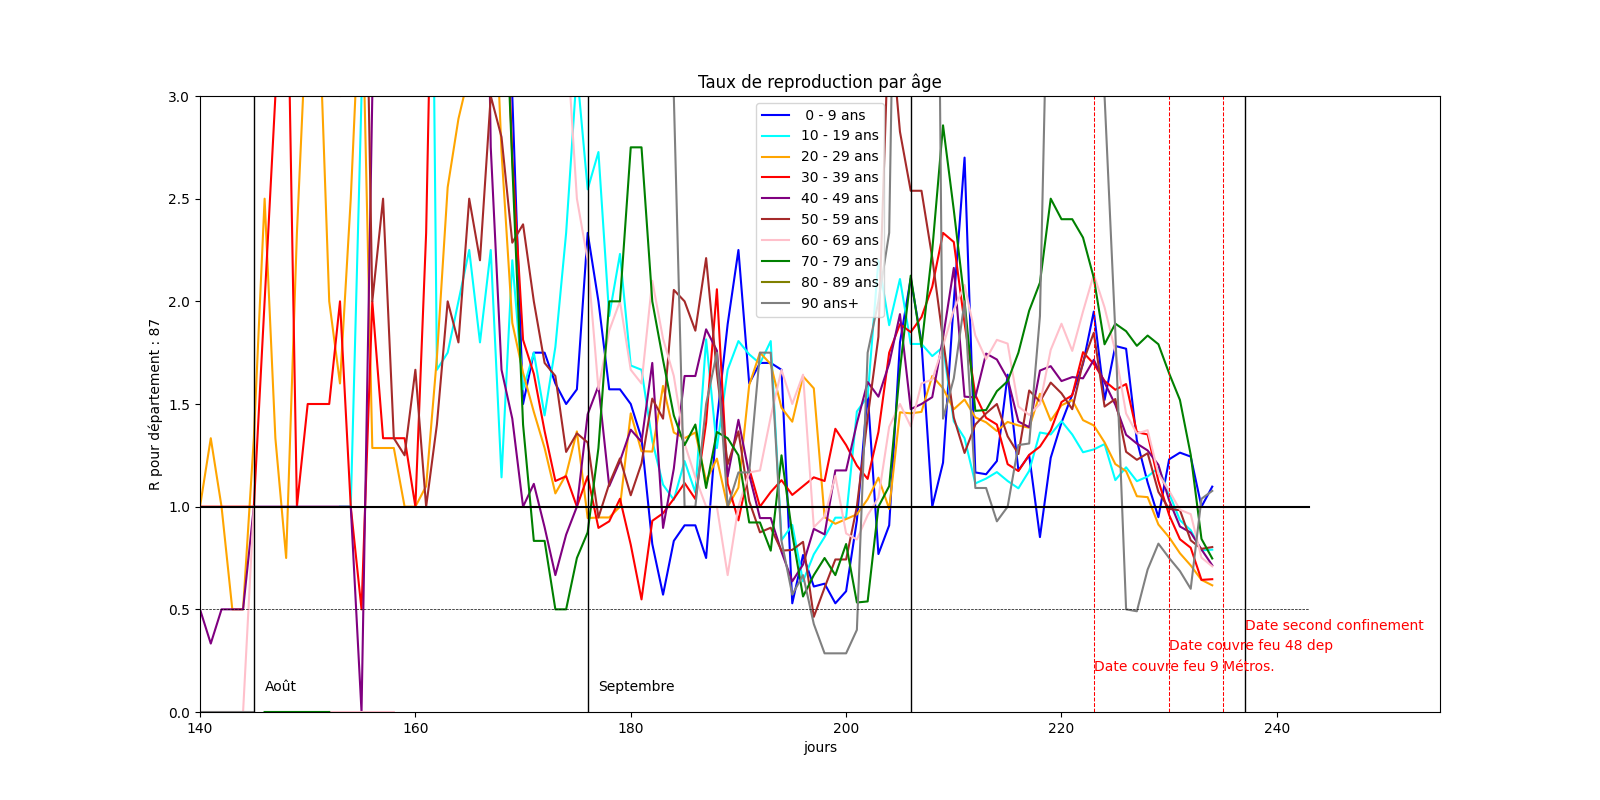 Taux de reproduction par âge
R pour département : 87
3.0
2.5
2.0
1.5
1.0
0.5
0.0
0 - 9 ans
10 - 19 ans
20 - 29 ans
30 - 39 ans
40 - 49 ans
50 - 59 ans
60 - 69 ans
70 - 79 ans
80 - 89 ans
90 ans+
Date second confinement
Date couvre feu 48 dep
Date couvre feu 9 Métros.
Août
Septembre
140
160
180
200
220
240
jours